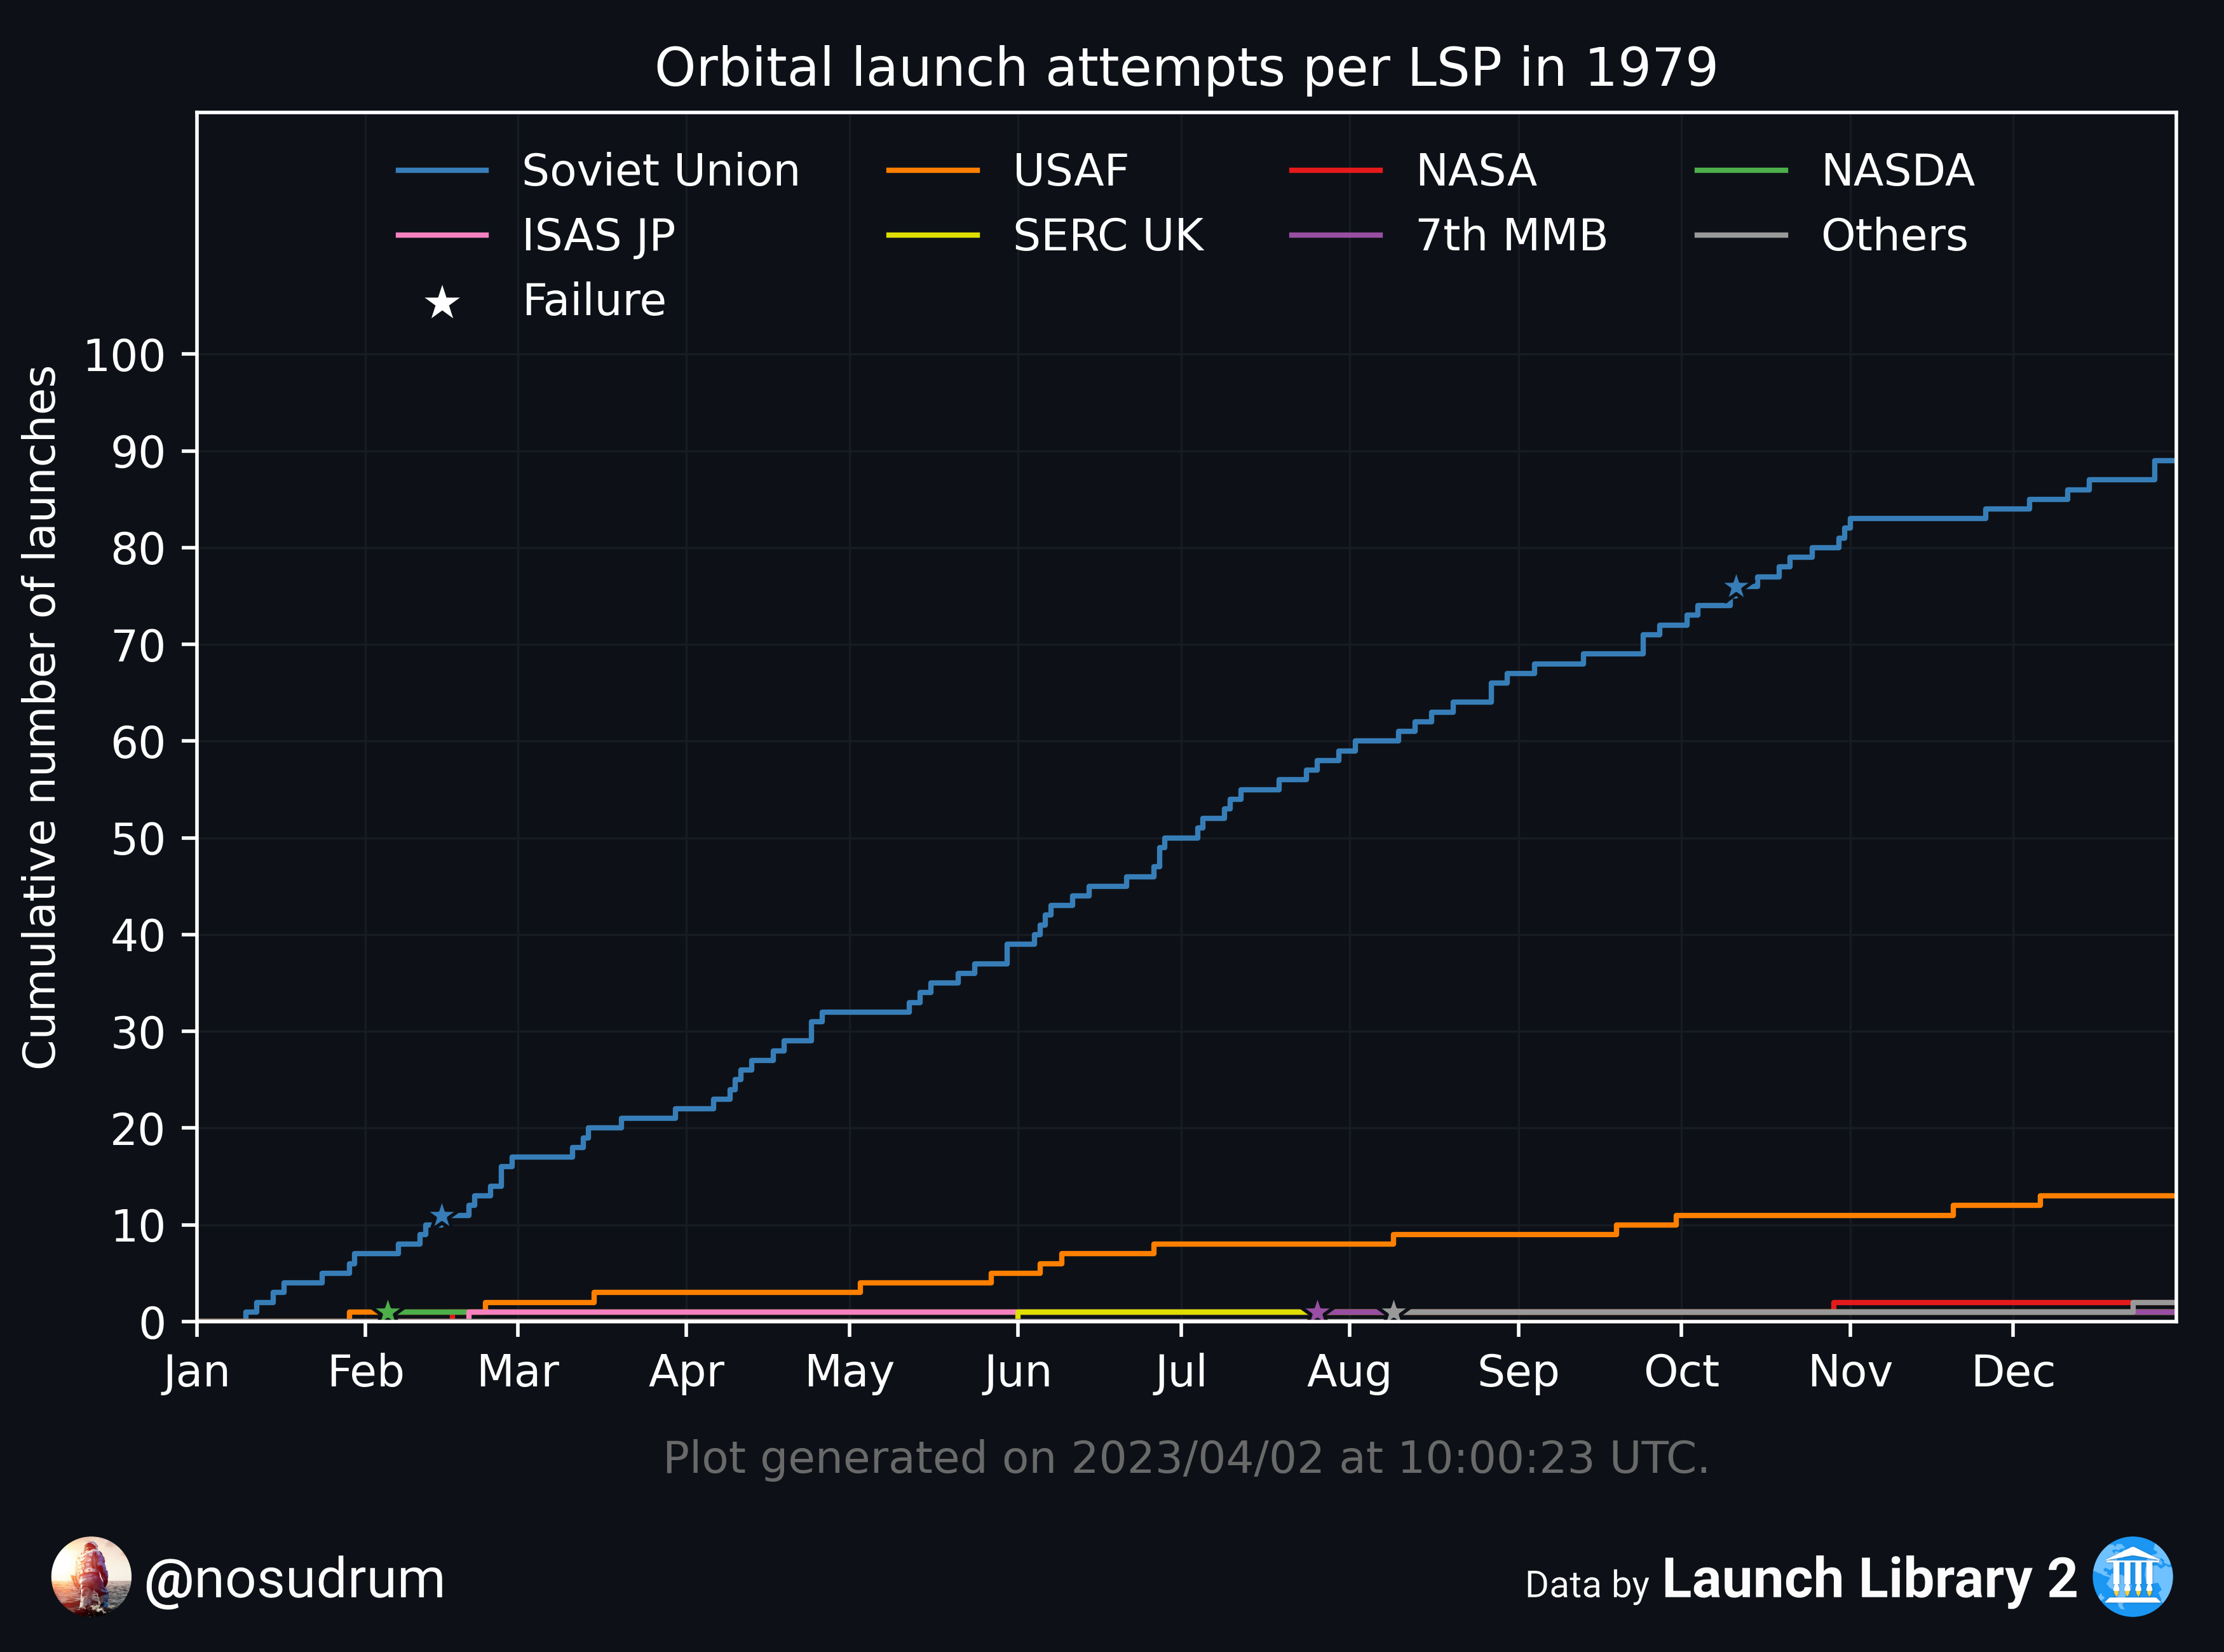 Orbital launch attempts per LSP in 1979
Soviet Union USAF NASA NASDA
ISAS JP SERC UK 7th MMB Others
Failure
Cumulative number of launches
100
90
80
70
60
50
40
30
20
10
0
Jan Feb Mar Apr May Jun Jul Aug Sep Oct Nov Dec
Plot generated on 2023/04/02 at 10:00:23 UTC.
@nosudrum
Data by Launch Library 2